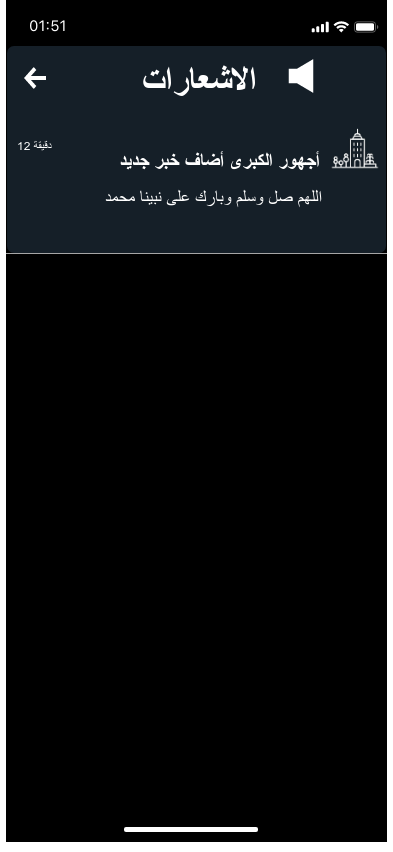 01:51
الاشعارات
أجهور الكبرى أضاف خبر جديد
12 دقيقة
اللهم صل وسلم وبارك على نبينا محمد